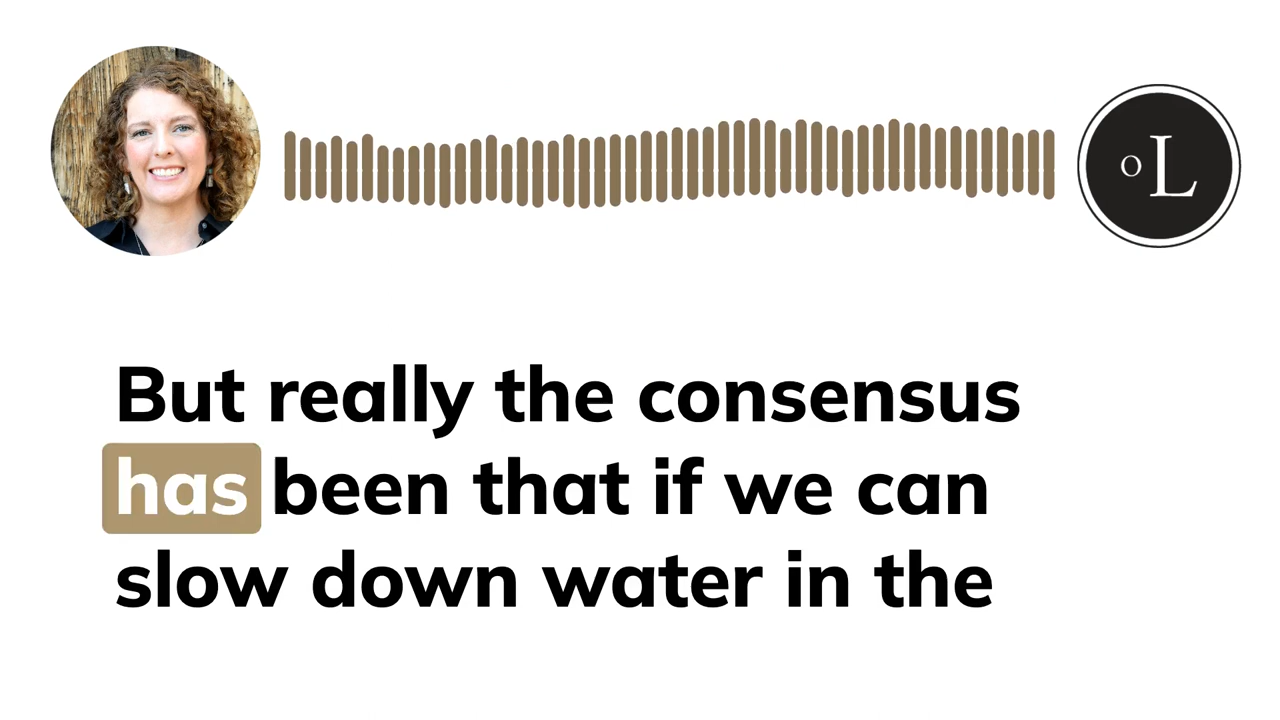 OL
But really the consensus
has been that if we can
slow down water in the